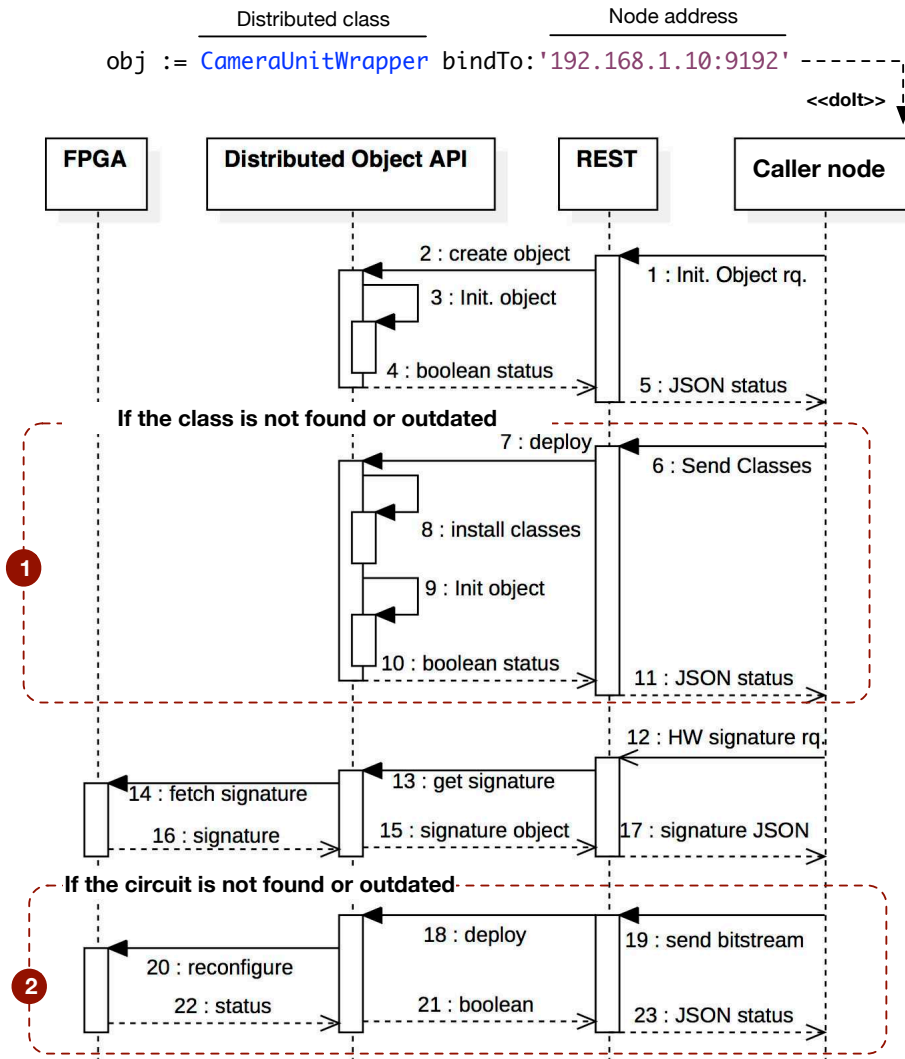 Distributed class
Node address
obj := CameraUnitWrapper bindTo:'192.168.1.10:9192'
<<doIt>>
FPGA
Distributed Object API
REST
Caller node
2 : create object
1 : Init. Object rq.
3 : Init. object
4 : boolean status
5 : JSON status
If the class is not found or outdated
7 : deploy
6 : Send Classes
8 : install classes
1
9 : Init object
10 : boolean status
11 : JSON status
12 : HW signature rq.
13 : get signature
14 : fetch signature
16 : signature
15 : signature object
17 : signature JSON
If the circuit is not found or outdated
18 : deploy
19 : send bitstream
20 : reconfigure
2
22 : status
21 : boolean
23 : JSON status